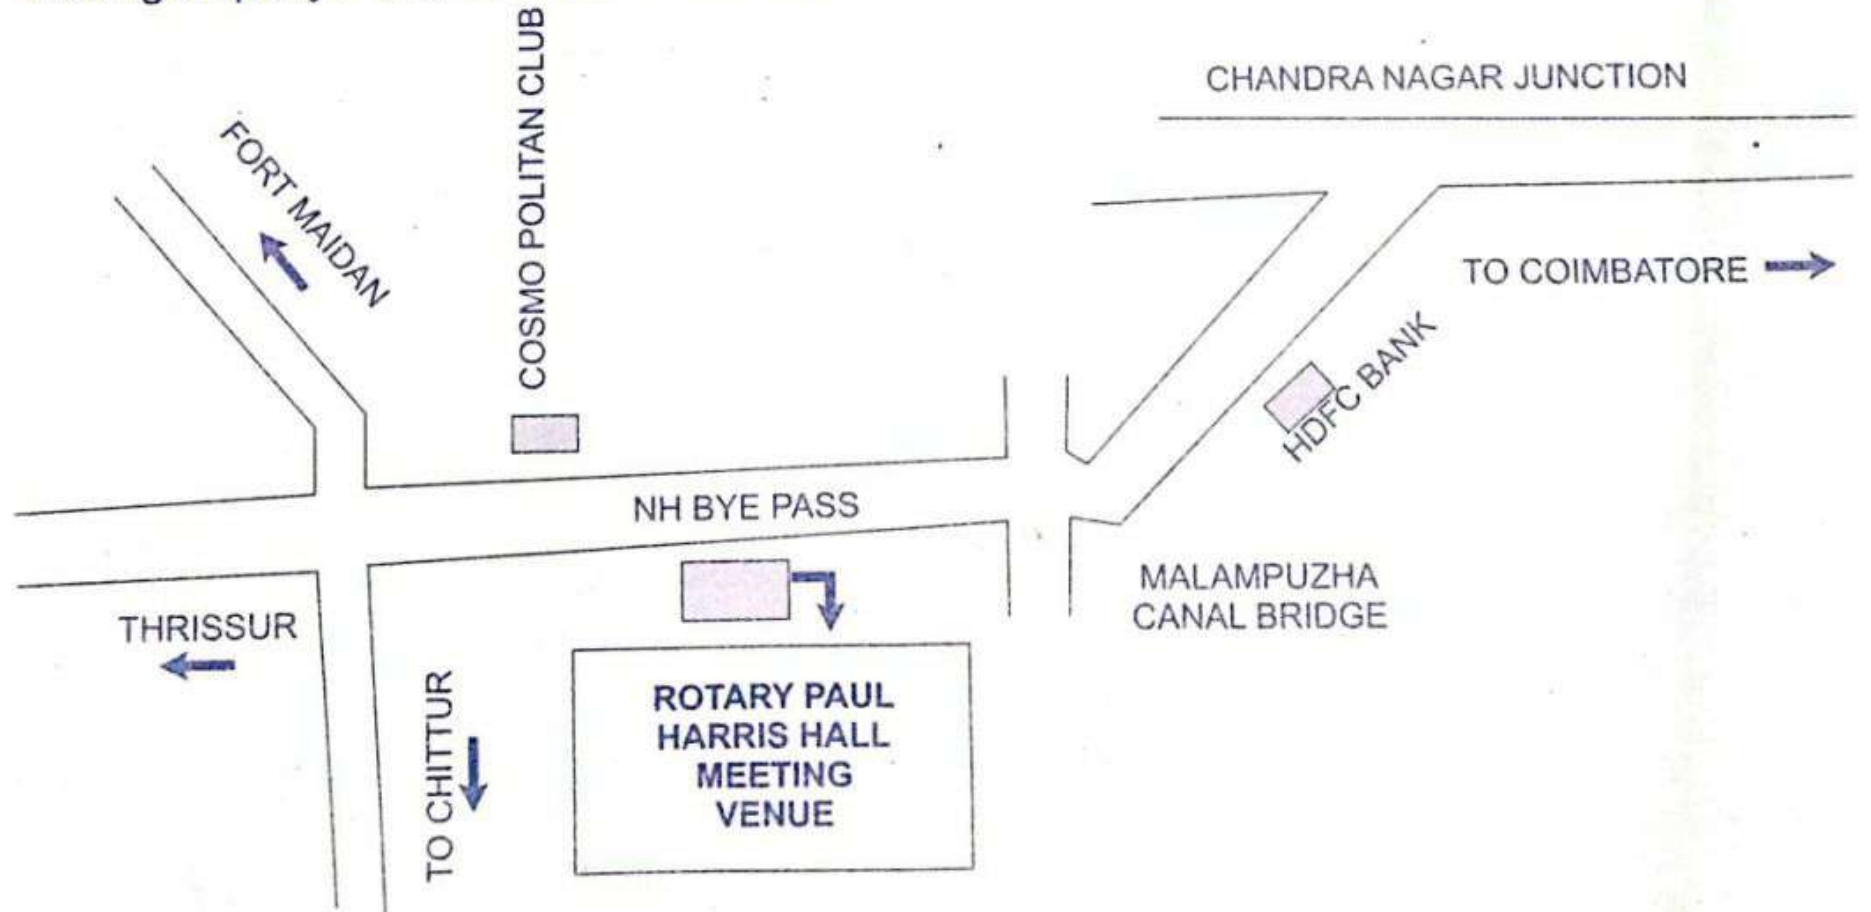 COSMO POLITAN CLUB
CHANDRA NAGAR JUNCTION
FORT MAIDAN
TO COIMBATORE
HDFC BANK
NH BYE PASS
MALAMPUZHA
CANAL BRIDGE
THRISSUR
TO CHITTUR
ROTARY PAUL
HARRIS HALL
MEETING
VENUE